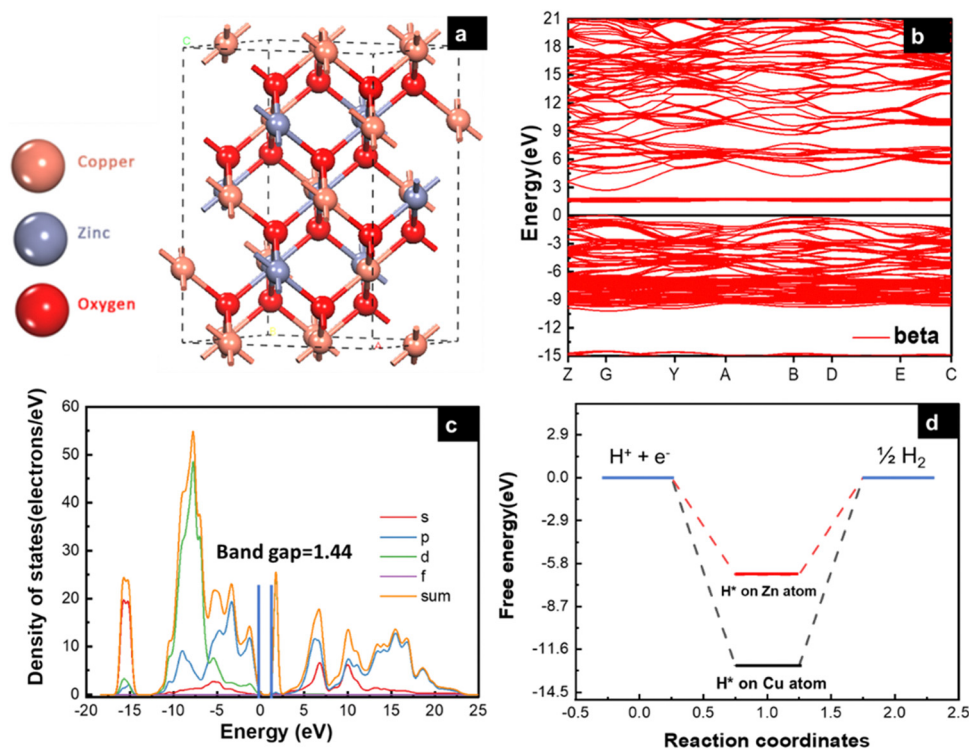 a
C
B
A
Copper
Zinc
Oxygen
b
Energy(eV)
21
18
15
12
9
6
3
0
-3
-6
-9
-12
-15
beta
Z G Y A B D E C
c
Density of states(electrons/eV)
60
50
40
30
20
10
0
Band gap=1.44
s
p
d
f
sum
-20 -15 -10 -5 0 5 10 15 20 25
Energy (eV)
d
Free energy(eV)
2.9
0.0
-2.9
-5.8
-8.7
-11.6
-14.5
H⁺ + e⁻
½ H₂
H* on Zn atom
H* on Cu atom
-0.5 0.0 0.5 1.0 1.5 2.0 2.5
Reaction coordinates